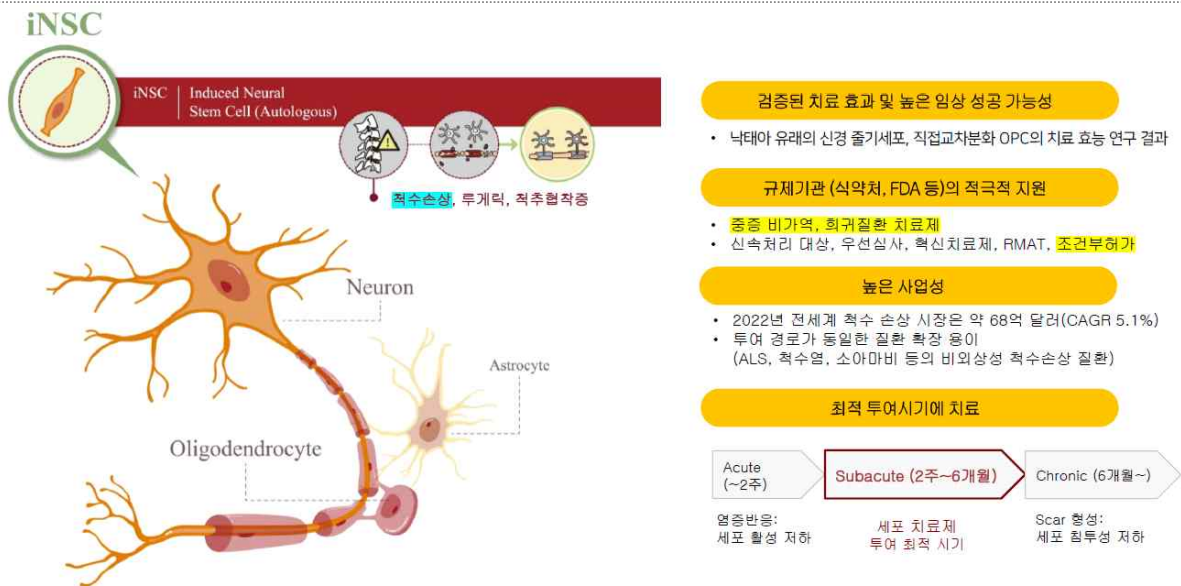 iNSC
iNSC | Induced Neural
Stem Cell (Autologous)
척수손상, 루게릭, 척추협착증
Neuron
Astrocyte
Oligodendrocyte
검증된 치료 효과 및 높은 임상 성공 가능성
• 낙태아 유래의 신경 줄기세포, 직접교차분화 OPC의 치료 효능 연구 결과
규제기관 (식약처, FDA 등)의 적극적 지원
• 중증 비가역, 희귀질환 치료제
• 신속처리 대상, 우선심사, 혁신치료제, RMAT, 조건부허가
높은 사업성
• 2022년 전세계 척수 손상 시장은 약 68억 달러(CAGR 5.1%)
• 투여 경로가 동일한 질환 확장 용이
(ALS, 척수염, 소아마비 등의 비외상성 척수손상 질환)
최적 투여시기에 치료
Acute
(~2주)
Subacute (2주~6개월)
Chronic (6개월~)
염증반응:
세포 활성 저하
세포 치료제
투여 최적 시기
Scar 형성:
세포 침투성 저하